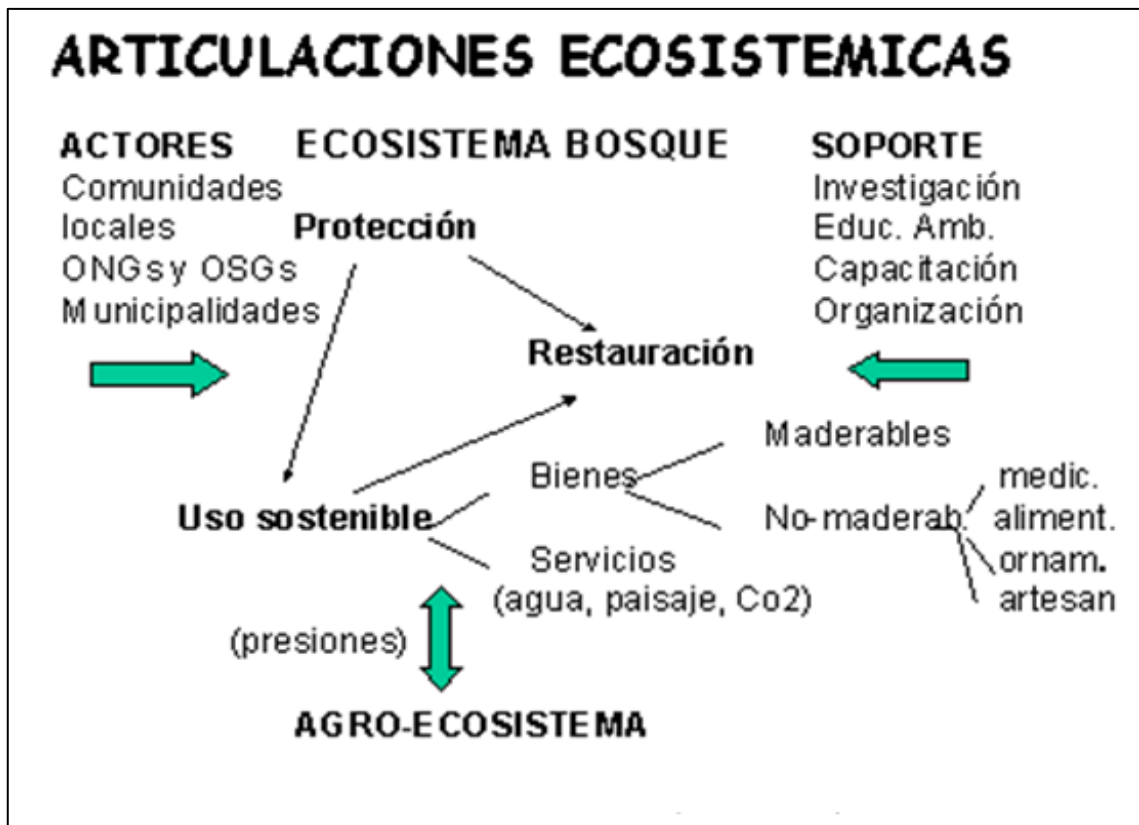 ARTICULACIONES ECOSISTEMICAS
ACTORES
Comunidades
locales
ONGs y OSGs
Municipalidades
ECOSISTEMA BOSQUE
Protección
Restauración
Uso sostenible
SOPORTE
Investigación
Educ. Amb.
Capacitación
Organización
Bienes
Maderables
No-maderab.
medic.
aliment.
ornam.
artesan
Servicios
(agua, paisaje, Co2)
(presiones)
AGRO-ECOSISTEMA